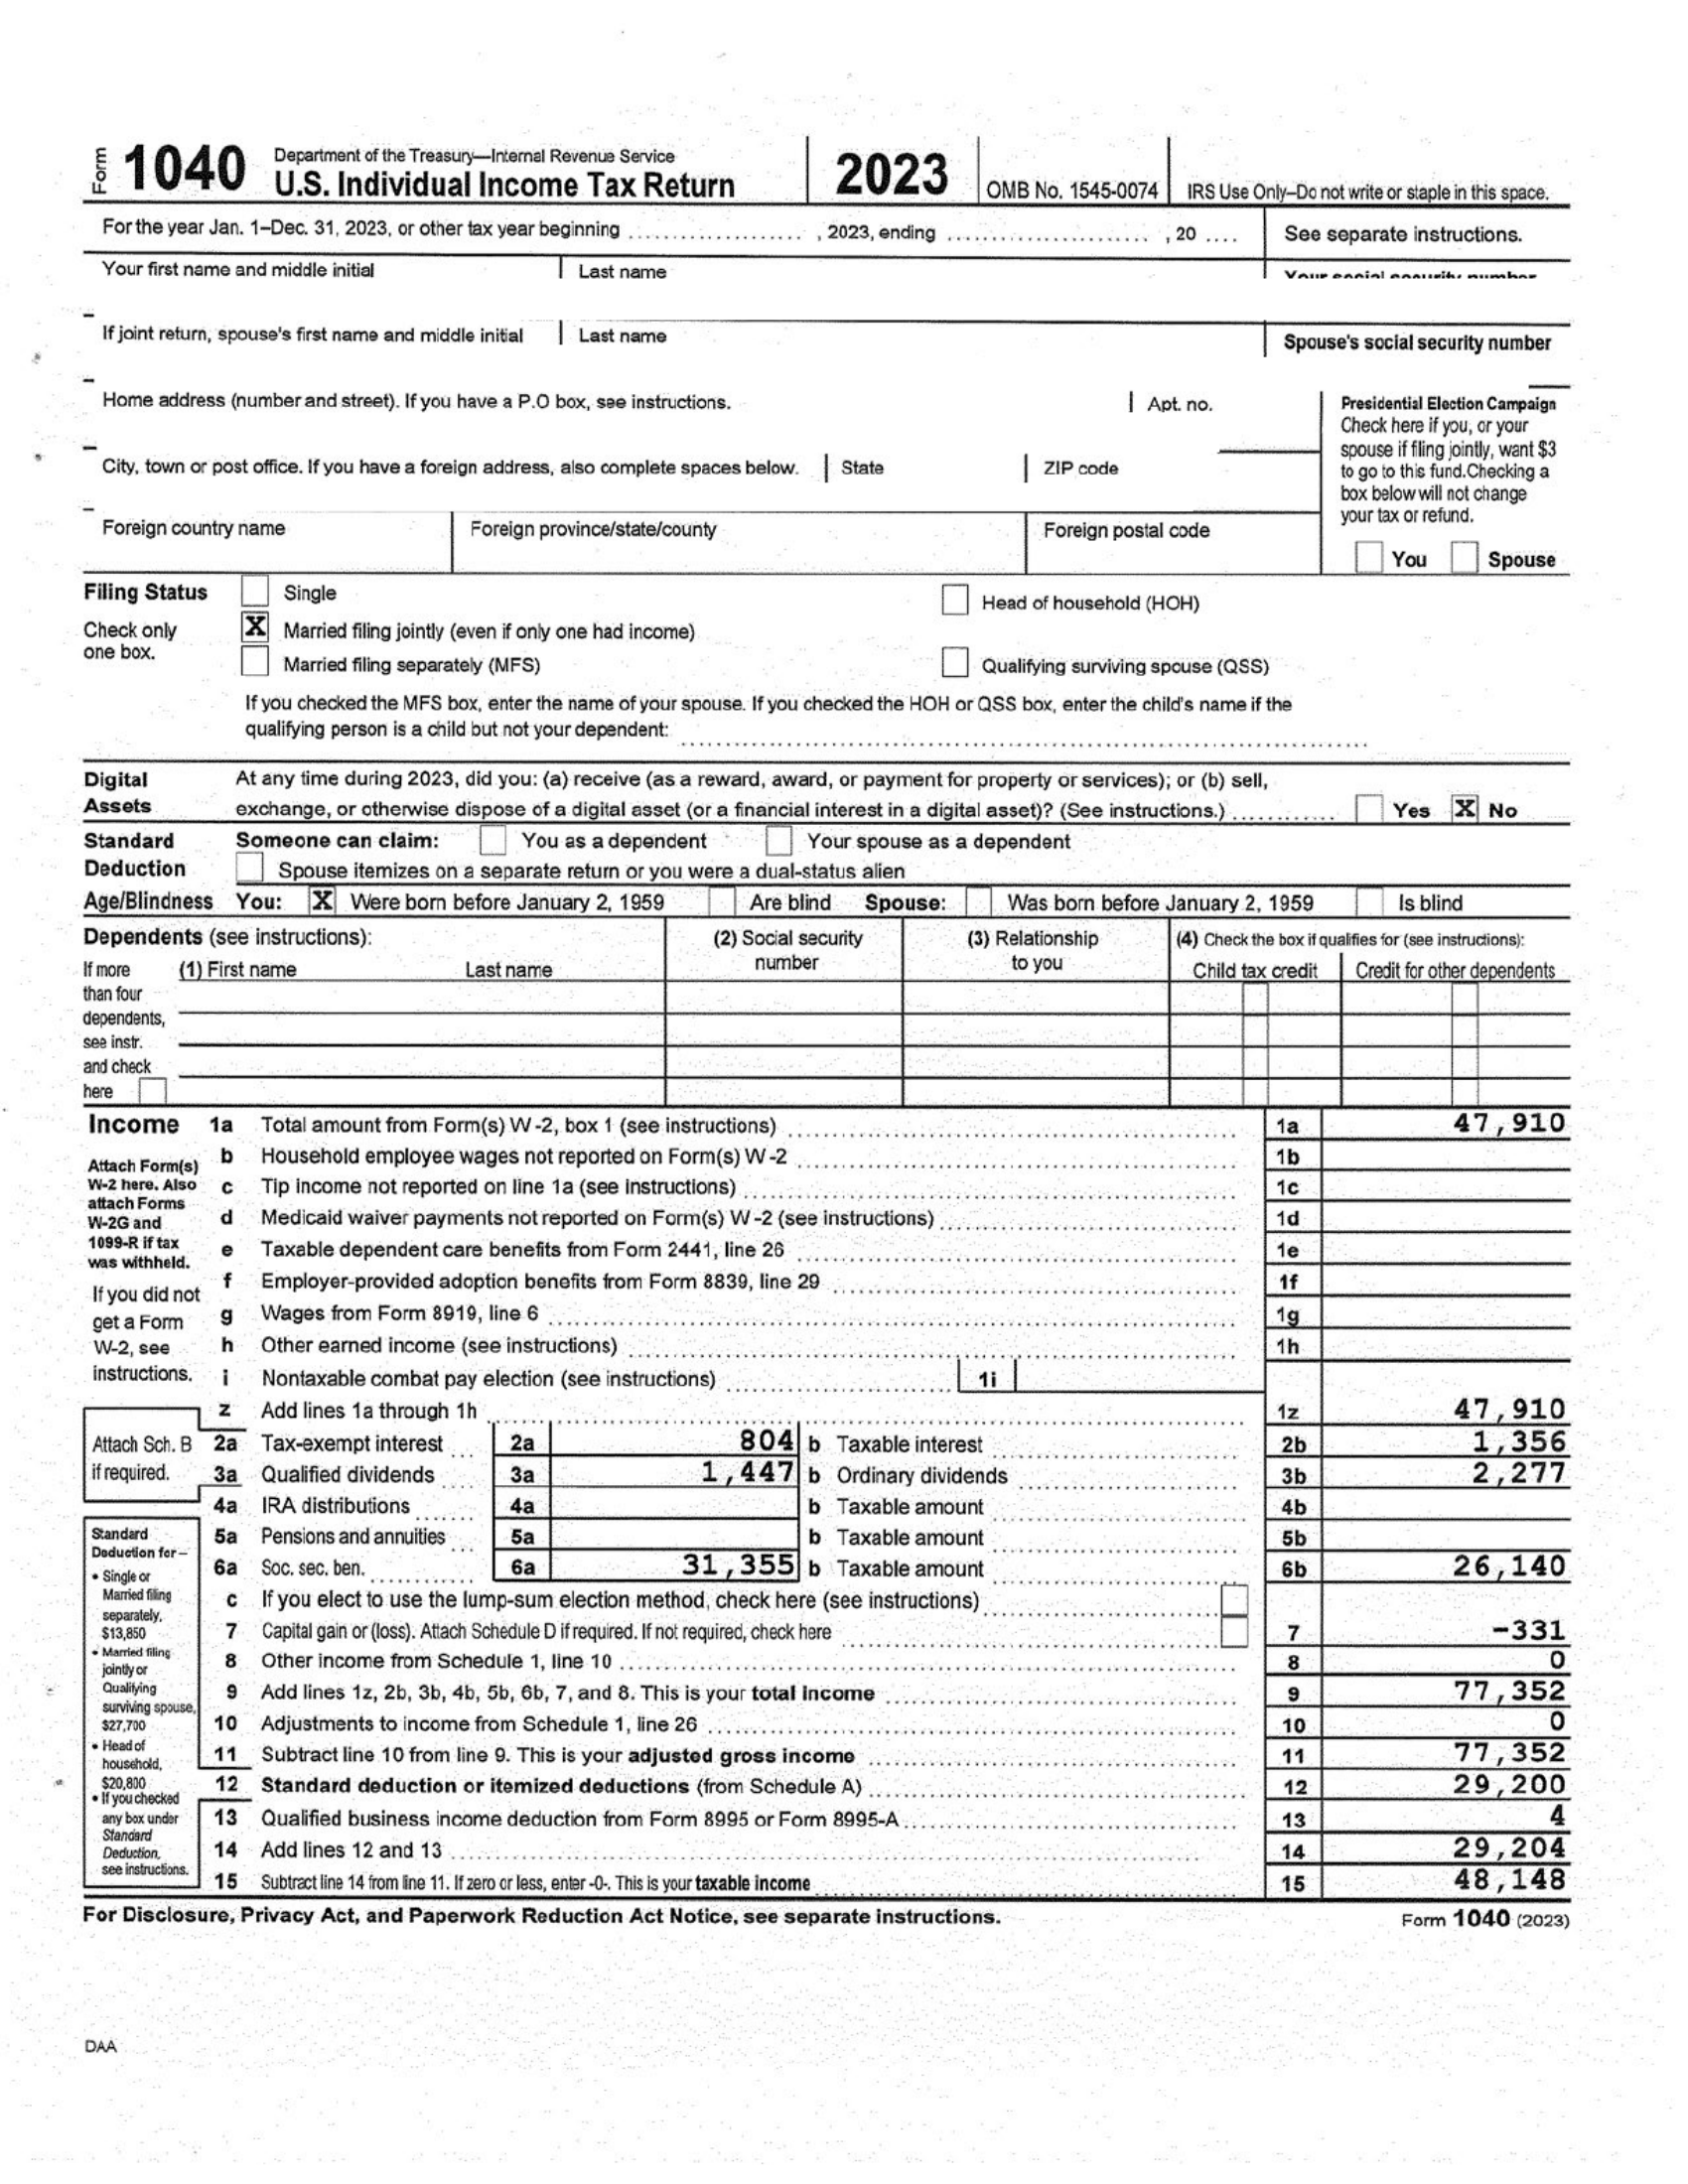 Form 1040 Department of the Treasury—Internal Revenue Service
U.S. Individual Income Tax Return 2023 OMB No. 1545-0074 IRS Use Only–Do not write or staple in this space.
For the year Jan. 1–Dec. 31, 2023, or other tax year beginning ................... , 2023, ending ....................... , 20 .... See separate instructions.
Your first name and middle initial Last name Your social security number
If joint return, spouse's first name and middle initial Last name Spouse's social security number
Home address (number and street). If you have a P.O box, see instructions. Apt. no.
City, town or post office. If you have a foreign address, also complete spaces below. State ZIP code
Foreign country name Foreign province/state/county Foreign postal code
Presidential Election Campaign
Check here if you, or your
spouse if filing jointly, want $3
to go to this fund.Checking a
box below will not change
your tax or refund.
You Spouse
Filing Status
Check only
one box.
Single
X Married filing jointly (even if only one had income)
Married filing separately (MFS)
Head of household (HOH)
Qualifying surviving spouse (QSS)
If you checked the MFS box, enter the name of your spouse. If you checked the HOH or QSS box, enter the child's name if the
qualifying person is a child but not your dependent:
Digital
Assets
At any time during 2023, did you: (a) receive (as a reward, award, or payment for property or services); or (b) sell,
exchange, or otherwise dispose of a digital asset (or a financial interest in a digital asset)? (See instructions.) ............ Yes X No
Standard
Deduction
Someone can claim: You as a dependent Your spouse as a dependent
Spouse itemizes on a separate return or you were a dual-status alien
Age/Blindness You: X Were born before January 2, 1959 Are blind Spouse: Was born before January 2, 1959 Is blind
Dependents (see instructions):
If more
than four
dependents,
see instr.
and check
here
(1) First name Last name
(2) Social security
number
(3) Relationship
to you
(4) Check the box if qualifies for (see instructions):
Child tax credit Credit for other dependents
Income
Attach Form(s)
W-2 here. Also
attach Forms
W-2G and
1099-R if tax
was withheld.
If you did not
get a Form
W-2, see
instructions.
1a Total amount from Form(s) W-2, box 1 (see instructions) 1a 47,910
b Household employee wages not reported on Form(s) W-2 1b
c Tip income not reported on line 1a (see instructions) 1c
d Medicaid waiver payments not reported on Form(s) W-2 (see instructions) 1d
e Taxable dependent care benefits from Form 2441, line 26 1e
f Employer-provided adoption benefits from Form 8839, line 29 1f
g Wages from Form 8919, line 6 1g
h Other earned income (see instructions) 1h
i Nontaxable combat pay election (see instructions) 1i
z Add lines 1a through 1h 1z 47,910
Attach Sch. B
if required.
2a Tax-exempt interest 2a 804 b Taxable interest 2b 1,356
3a Qualified dividends 3a 1,447 b Ordinary dividends 3b 2,277
4a IRA distributions 4a b Taxable amount 4b
5a Pensions and annuities 5a b Taxable amount 5b
6a Soc. sec. ben. 6a 31,355 b Taxable amount 6b 26,140
c If you elect to use the lump-sum election method, check here (see instructions)
7 Capital gain or (loss). Attach Schedule D if required. If not required, check here 7 -331
8 Other income from Schedule 1, line 10 8 0
9 Add lines 1z, 2b, 3b, 4b, 5b, 6b, 7, and 8. This is your total income 9 77,352
10 Adjustments to income from Schedule 1, line 26 10 0
11 Subtract line 10 from line 9. This is your adjusted gross income 11 77,352
12 Standard deduction or itemized deductions (from Schedule A) 12 29,200
13 Qualified business income deduction from Form 8995 or Form 8995-A 13 4
14 Add lines 12 and 13 14 29,204
15 Subtract line 14 from line 11. If zero or less, enter -0-. This is your taxable income 15 48,148
Standard
Deduction for–
• Single or
Married filing
separately,
$13,850
• Married filing
jointly or
Qualifying
surviving spouse,
$27,700
• Head of
household,
$20,800
• If you checked
any box under
Standard
Deduction,
see instructions.
For Disclosure, Privacy Act, and Paperwork Reduction Act Notice, see separate instructions. Form 1040 (2023)
DAA